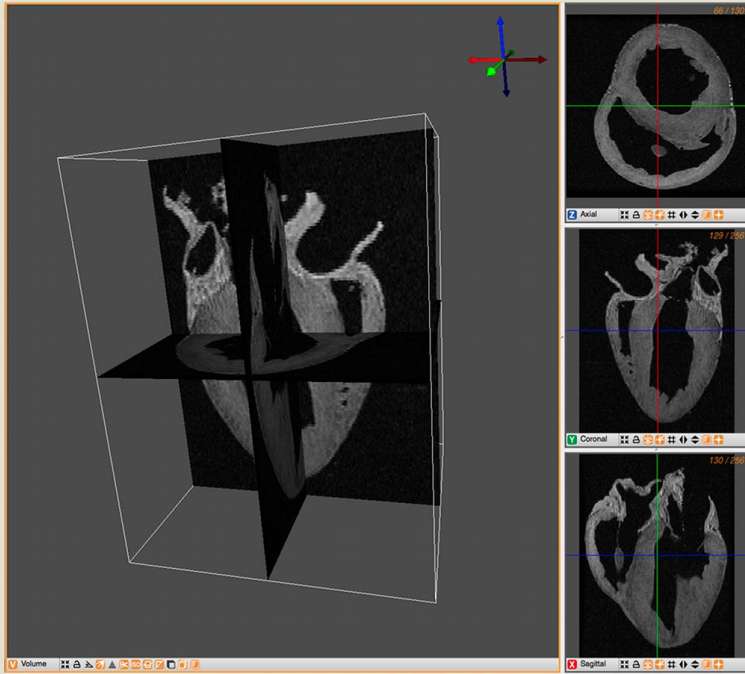 66 / 130
Z Axial
129 / 256
Y Coronal
130 / 256
V Volume
X Sagittal